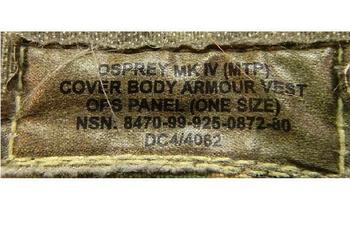 OSPREY MK IV (MTP)
COVER BODY ARMOUR VEST
OPS PANEL (ONE SIZE)
NSN. 8470-99-925-0872-80
DC4/4062